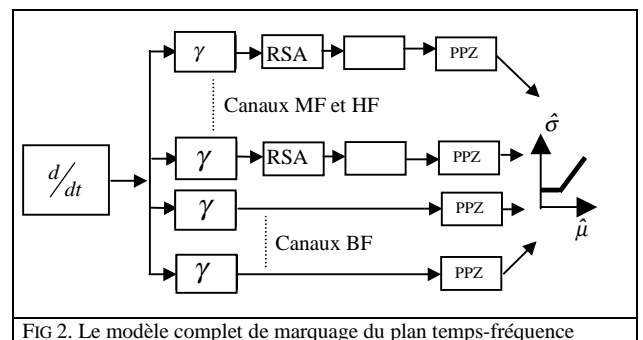 γ RSA PPZ
Canaux MF et HF
σ̂
γ RSA PPZ
d/dt
γ PPZ
μ̂
Canaux BF
γ PPZ
FIG 2. Le modèle complet de marquage du plan temps-fréquence